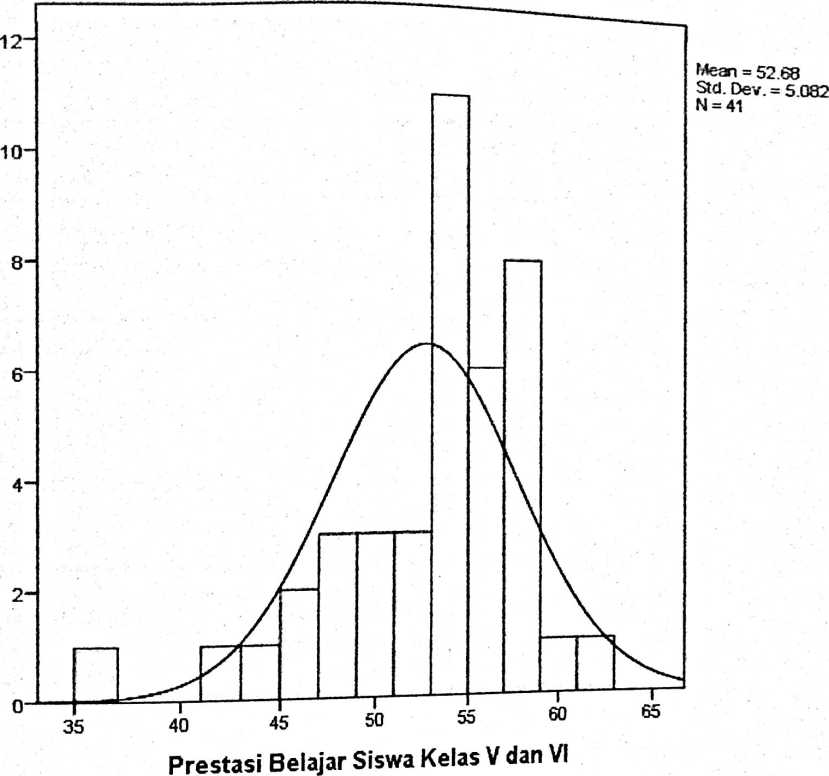 12
10
8
6
4
2
0
35 40 45 50 55 60 65
Prestasi Belajar Siswa Kelas V dan VI
Mean = 52.68
Std. Dev. = 5.082
N = 41